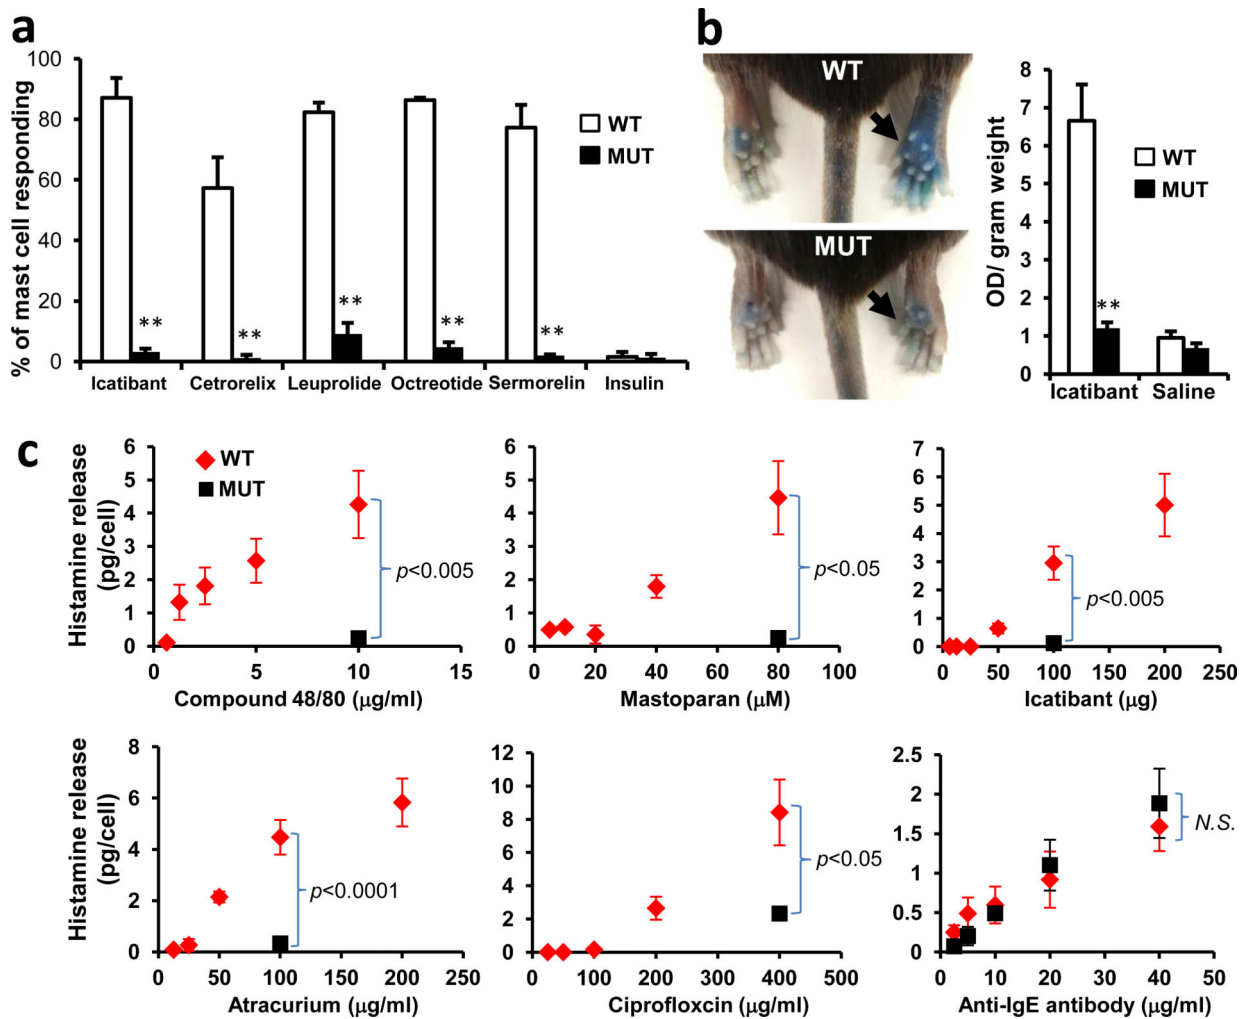 a
% of mast cell responding
100
80
60
40
20
0
WT
MUT
**
**
**
**
**
Icatibant
Cetrorelix
Leuprolide
Octreotide
Sermorelin
Insulin
b
WT
MUT
OD/ gram weight
8
7
6
5
4
3
2
1
0
WT
MUT
**
Icatibant
Saline
c
Histamine release
(pg/cell)
6
5
4
3
2
1
0
WT
MUT
p<0.005
0
5
10
15
Compound 48/80 (μg/ml)
6
5
4
3
2
1
0
p<0.05
0
20
40
60
80
100
Mastoparan (μM)
7
6
5
4
3
2
1
0
p<0.005
0
50
100
150
200
250
Icatibant (μg)
Histamine release
(pg/cell)
8
6
4
2
0
p<0.0001
0
50
100
150
200
250
Atracurium (μg/ml)
12
10
8
6
4
2
0
p<0.05
0
100
200
300
400
500
Ciprofloxcin (μg/ml)
2.5
2
1.5
1
0.5
0
N.S.
0
10
20
30
40
50
Anti-IgE antibody (μg/ml)